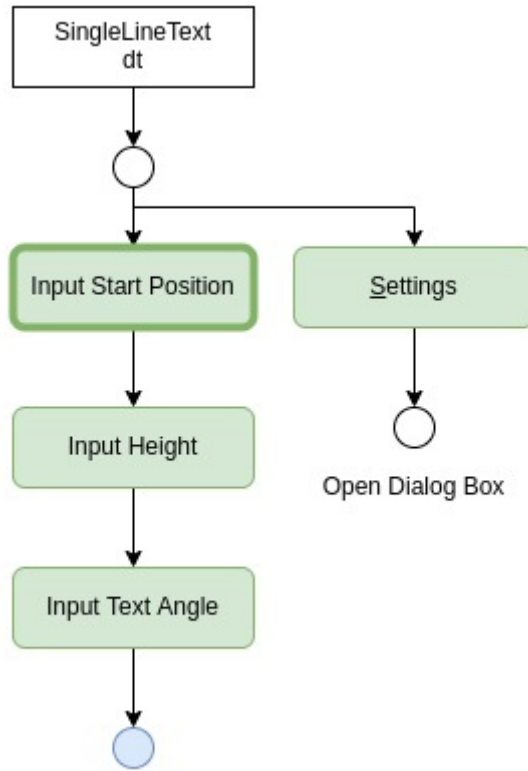 SingleLineText
dt
Input Start Position
Settings
Input Height
Open Dialog Box
Input Text Angle